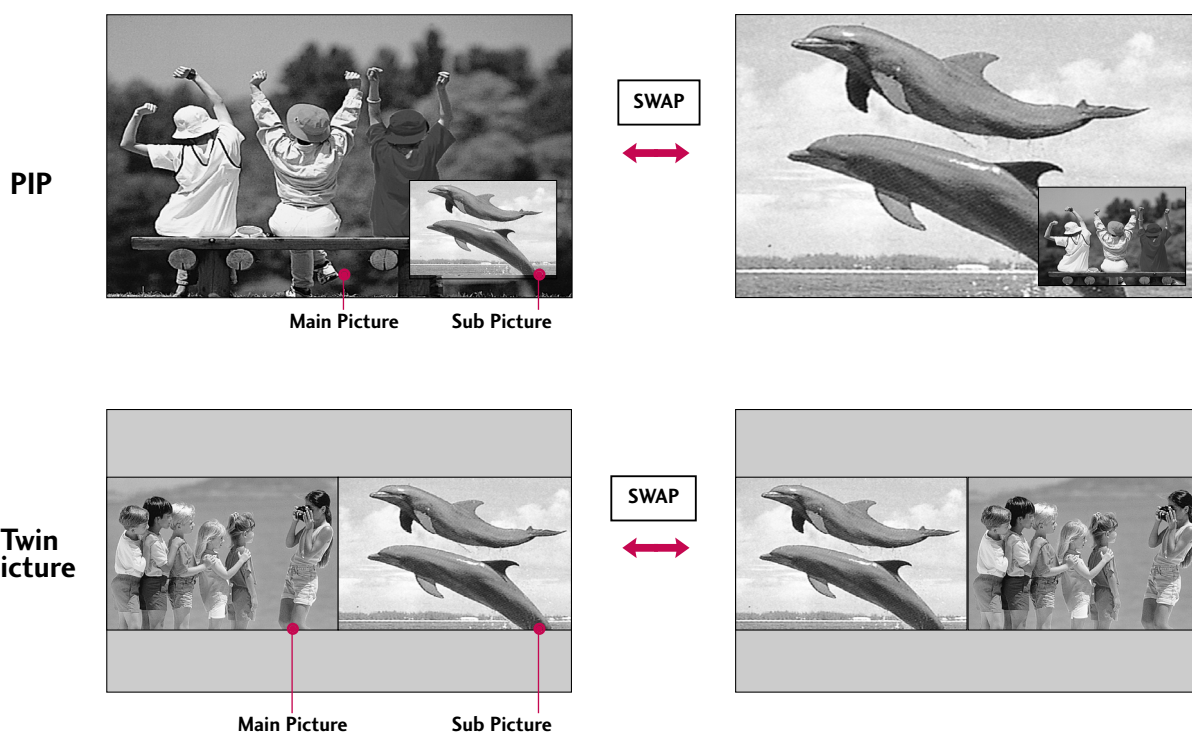 SWAP
PIP
Main Picture
Sub Picture
SWAP
Twin
icture
Main Picture
Sub Picture